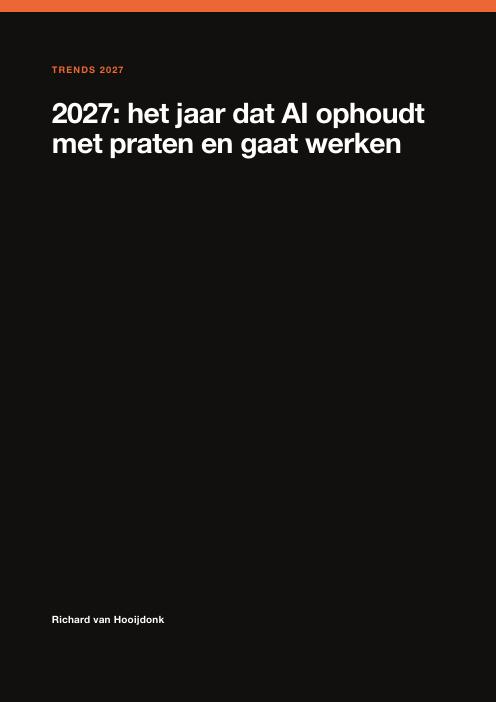 TRENDS 2027
2027: het jaar dat AI ophoudt
met praten en gaat werken
Richard van Hooijdonk